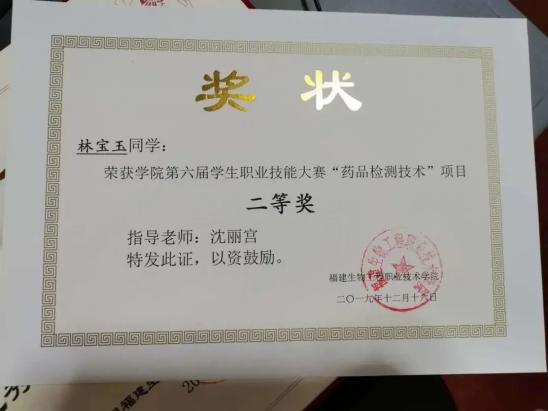 奖 状
林宝玉同学：
荣获学院第六届学生职业技能大赛“药品检测技术”项目
二等奖
指导老师：沈丽宫
特发此证，以资鼓励。
福建生物工程职业技术学院
二〇一九年十二月十六日